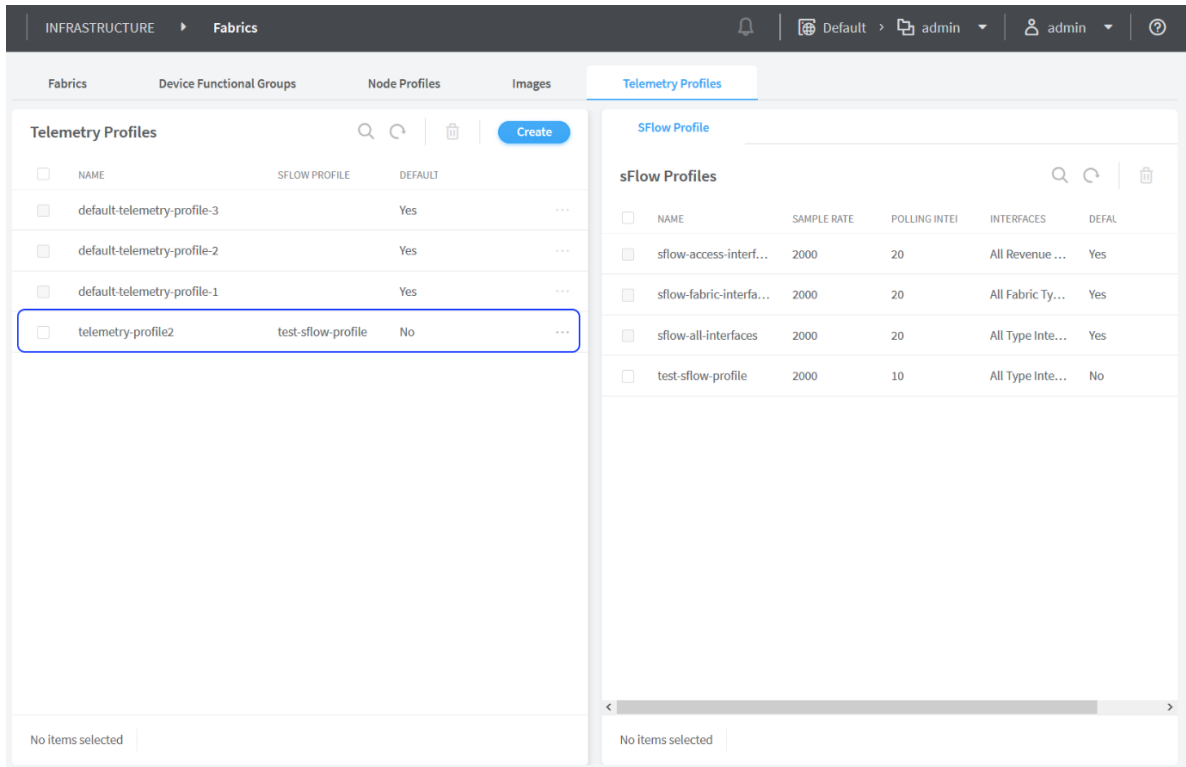 INFRASTRUCTURE Fabrics Default > admin admin
Fabrics Device Functional Groups Node Profiles Images Telemetry Profiles
Telemetry Profiles Create
NAME SFLOW PROFILE DEFAULT
default-telemetry-profile-3 Yes ...
default-telemetry-profile-2 Yes ...
default-telemetry-profile-1 Yes ...
telemetry-profile2 test-sflow-profile No ...
No items selected
SFlow Profile
sFlow Profiles
NAME SAMPLE RATE POLLING INTEI INTERFACES DEFAL
sflow-access-interf... 2000 20 All Revenue ... Yes
sflow-fabric-interfa... 2000 20 All Fabric Ty... Yes
sflow-all-interfaces 2000 20 All Type Inte... Yes
test-sflow-profile 2000 10 All Type Inte... No
No items selected